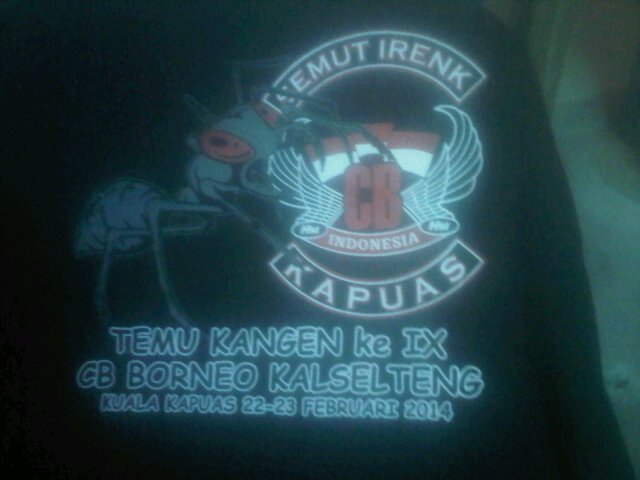 SEMUT IRENK
CB
INDONESIA
KAPUAS
TEMU KANGEN ke IX
CB BORNEO KALSELTENG
KUALA KAPUAS 22-23 FEBRUARI 2014